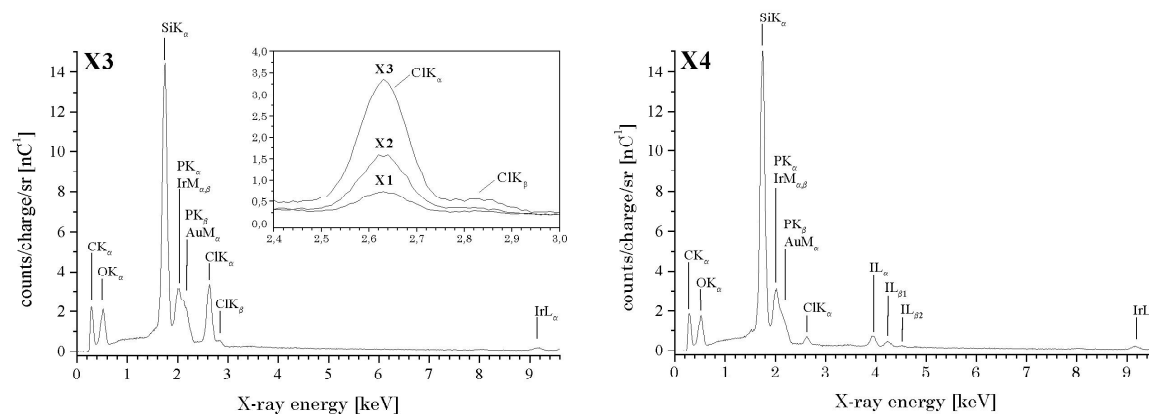 X3
SiKα
PKα
IrMα,β
PKβ
AuMα
CKα
OKα
ClKα
ClKβ
IrLα
14
12
10
8
6
4
2
0
0 1 2 3 4 5 6 7 8 9
counts/charge/sr [nC⁻¹]
X-ray energy [keV]
4,0
3,5
3,0
2,5
2,0
1,5
1,0
0,5
0,0
2,4 2,5 2,6 2,7 2,8 2,9 3,0
X3
ClKα
X2
X1
ClKβ
X4
SiKα
PKα
IrMα,β
PKβ
AuMα
CKα
OKα
ClKα
ILα
ILβ1
ILβ2
IrL
14
12
10
8
6
4
2
0
0 1 2 3 4 5 6 7 8 9
counts/charge/sr [nC⁻¹]
X-ray energy [keV]